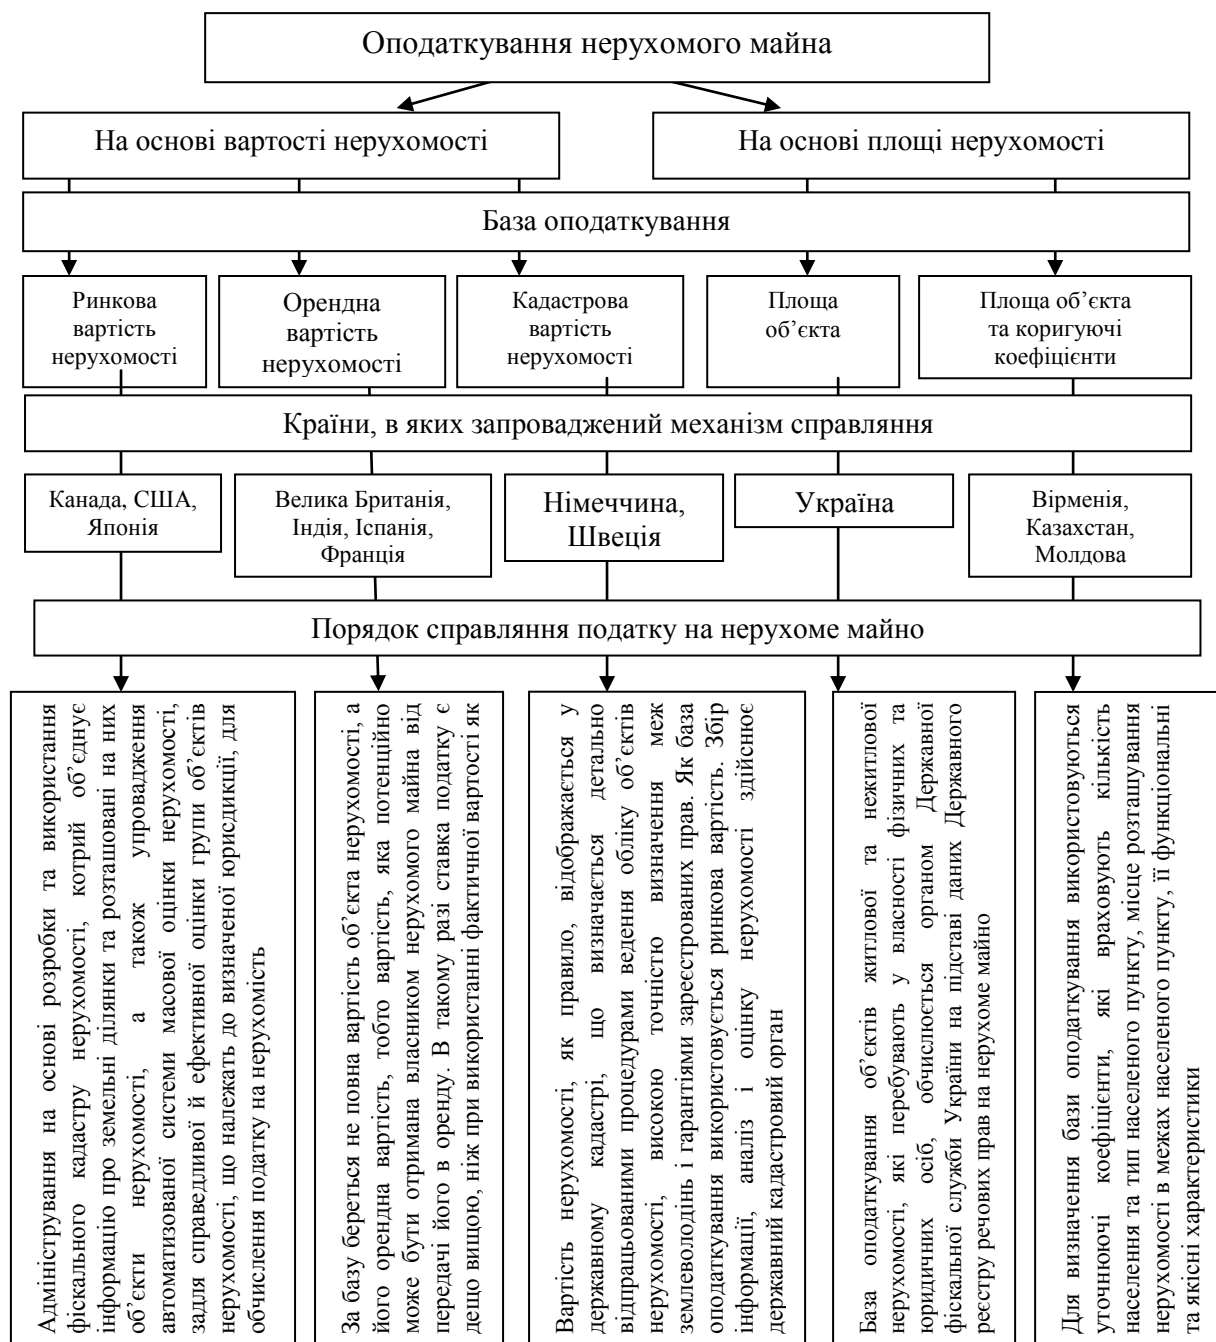 Оподаткування нерухомого майна
На основі вартості нерухомості
На основі площі нерухомості
База оподаткування
Ринкова
вартість
нерухомості
Орендна
вартість
нерухомості
Кадастрова
вартість
нерухомості
Площа
об’єкта
Площа об’єкта
та коригуючі
коефіцієнти
Країни, в яких запроваджений механізм справляння
Канада, США,
Японія
Велика Британія,
Індія, Іспанія,
Франція
Німеччина,
Швеція
Україна
Вірменія,
Казахстан,
Молдова
Порядок справляння податку на нерухоме майно
Адміністрування на основі розробки та використання
фіскального кадастру нерухомості, котрий об’єднує
інформацію про земельні ділянки та розташовані на них
об’єкти нерухомості, а також упровадження
автоматизованої системи масової оцінки нерухомості,
задля справедливої й ефективної оцінки групи об’єктів
нерухомості, що належать до визначеної юрисдикції, для
обчислення податку на нерухомість
За базу береться не повна вартість об’єкта нерухомості, а
його орендна вартість, тобто вартість, яка потенційно
може бути отримана власником нерухомого майна від
передачі його в оренду. В такому разі ставка податку є
дещо вищою, ніж при використанні фактичної вартості як
Вартість нерухомості, як правило, відображається у
державному кадастрі, що визначається детально
відпрацьованими процедурами ведення обліку об’єктів
нерухомості, високою точністю визначення меж
землеволодінь і гарантіями зареєстрованих прав. Як база
оподаткування використовується ринкова вартість. Збір
інформації, аналіз і оцінку нерухомості здійснює
державний кадастровий орган
База оподаткування об’єктів житлової та нежитлової
нерухомості, які перебувають у власності фізичних та
юридичних осіб, обчислюється органом Державної
фіскальної служби України на підставі даних Державного
реєстру речових прав на нерухоме майно
Для визначення бази оподаткування використовуються
уточнюючі коефіцієнти, які враховують кількість
населення та тип населеного пункту, місце розташування
нерухомості в межах населеного пункту, її функціональні
та якісні характеристики